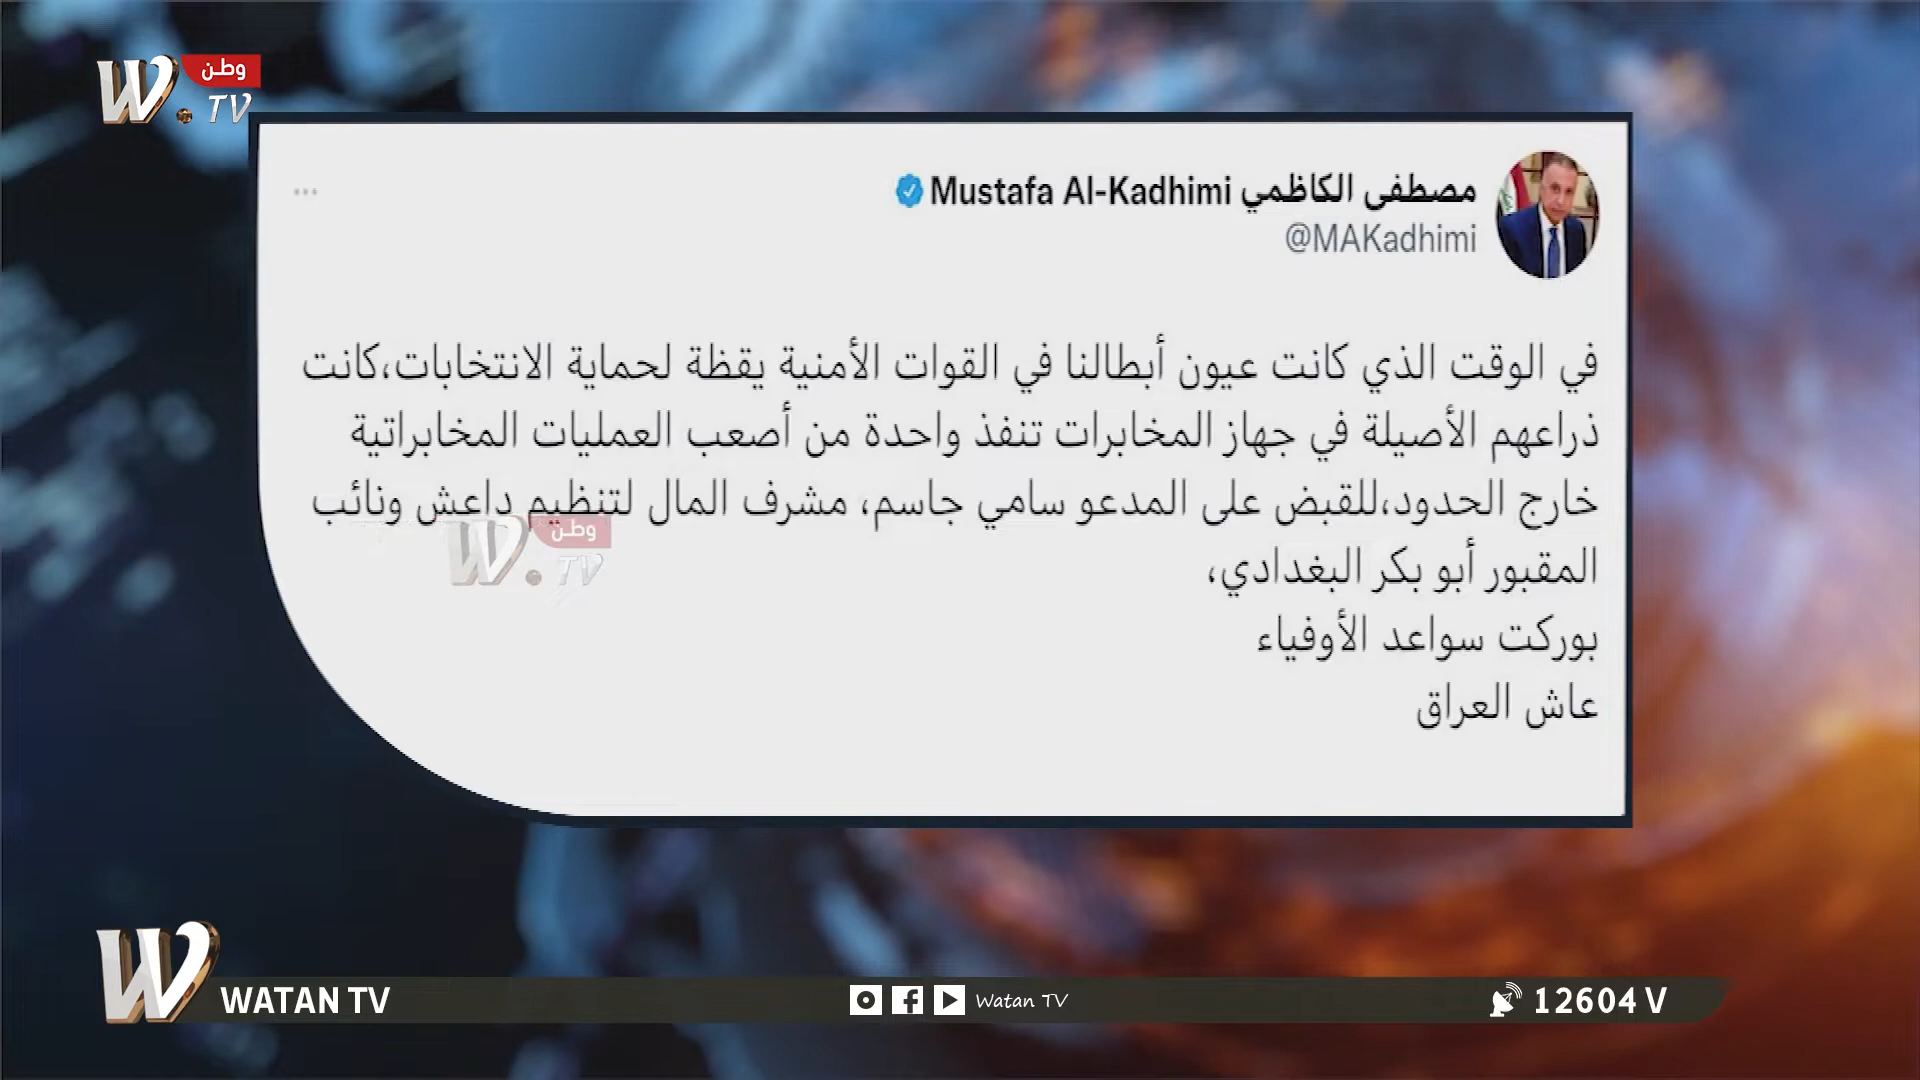 وطن
W. TV
مصطفى الكاظمي Mustafa Al-Kadhimi
@MAKadhimi
في الوقت الذي كانت عيون أبطالنا في القوات الأمنية يقظة لحماية الانتخابات،كانت
ذراعهم الأصيلة في جهاز المخابرات تنفذ واحدة من أصعب العمليات المخابراتية
خارج الحدود،للقبض على المدعو سامي جاسم، مشرف المال لتنظيم داعش ونائب
وطن
W. TV
المقبور أبو بكر البغدادي،
بوركت سواعد الأوفياء
عاش العراق
W WATAN TV
Watan TV
12604 V